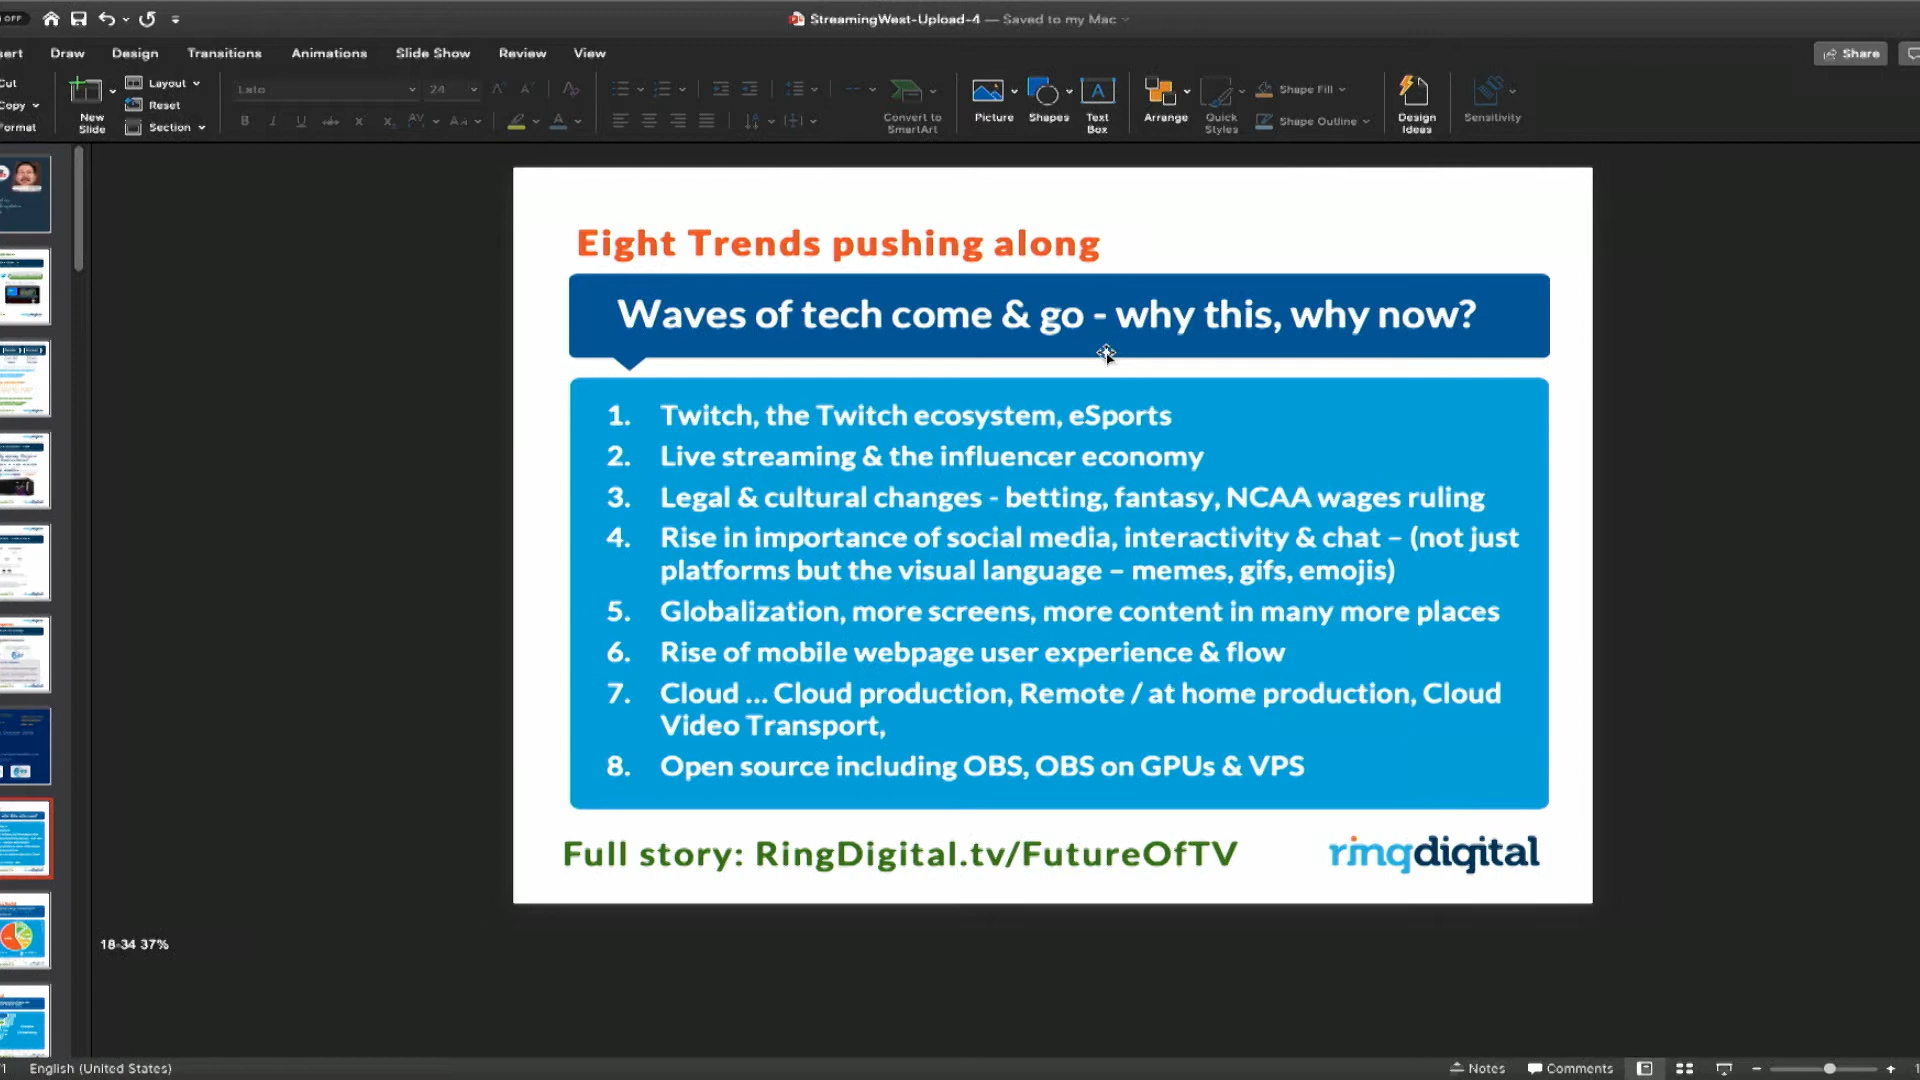 OFF
StreamingWest-Upload-4 — Saved to my Mac
Draw Design Transitions Animations Slide Show Review View
Share
Copy
New Slide
Layout
Reset
Section
Lato 24
Convert to SmartArt
Picture
Shapes
Text Box
Arrange
Quick Styles
Shape Fill
Shape Outline
Design Ideas
Sensitivity
Eight Trends pushing along
Waves of tech come & go - why this, why now?
1. Twitch, the Twitch ecosystem, eSports
2. Live streaming & the influencer economy
3. Legal & cultural changes - betting, fantasy, NCAA wages ruling
4. Rise in importance of social media, interactivity & chat – (not just
platforms but the visual language – memes, gifs, emojis)
5. Globalization, more screens, more content in many more places
6. Rise of mobile webpage user experience & flow
7. Cloud ... Cloud production, Remote / at home production, Cloud
Video Transport,
8. Open source including OBS, OBS on GPUs & VPS
Full story: RingDigital.tv/FutureOfTV
ringdigital
18-34 37%
English (United States)
Notes
Comments